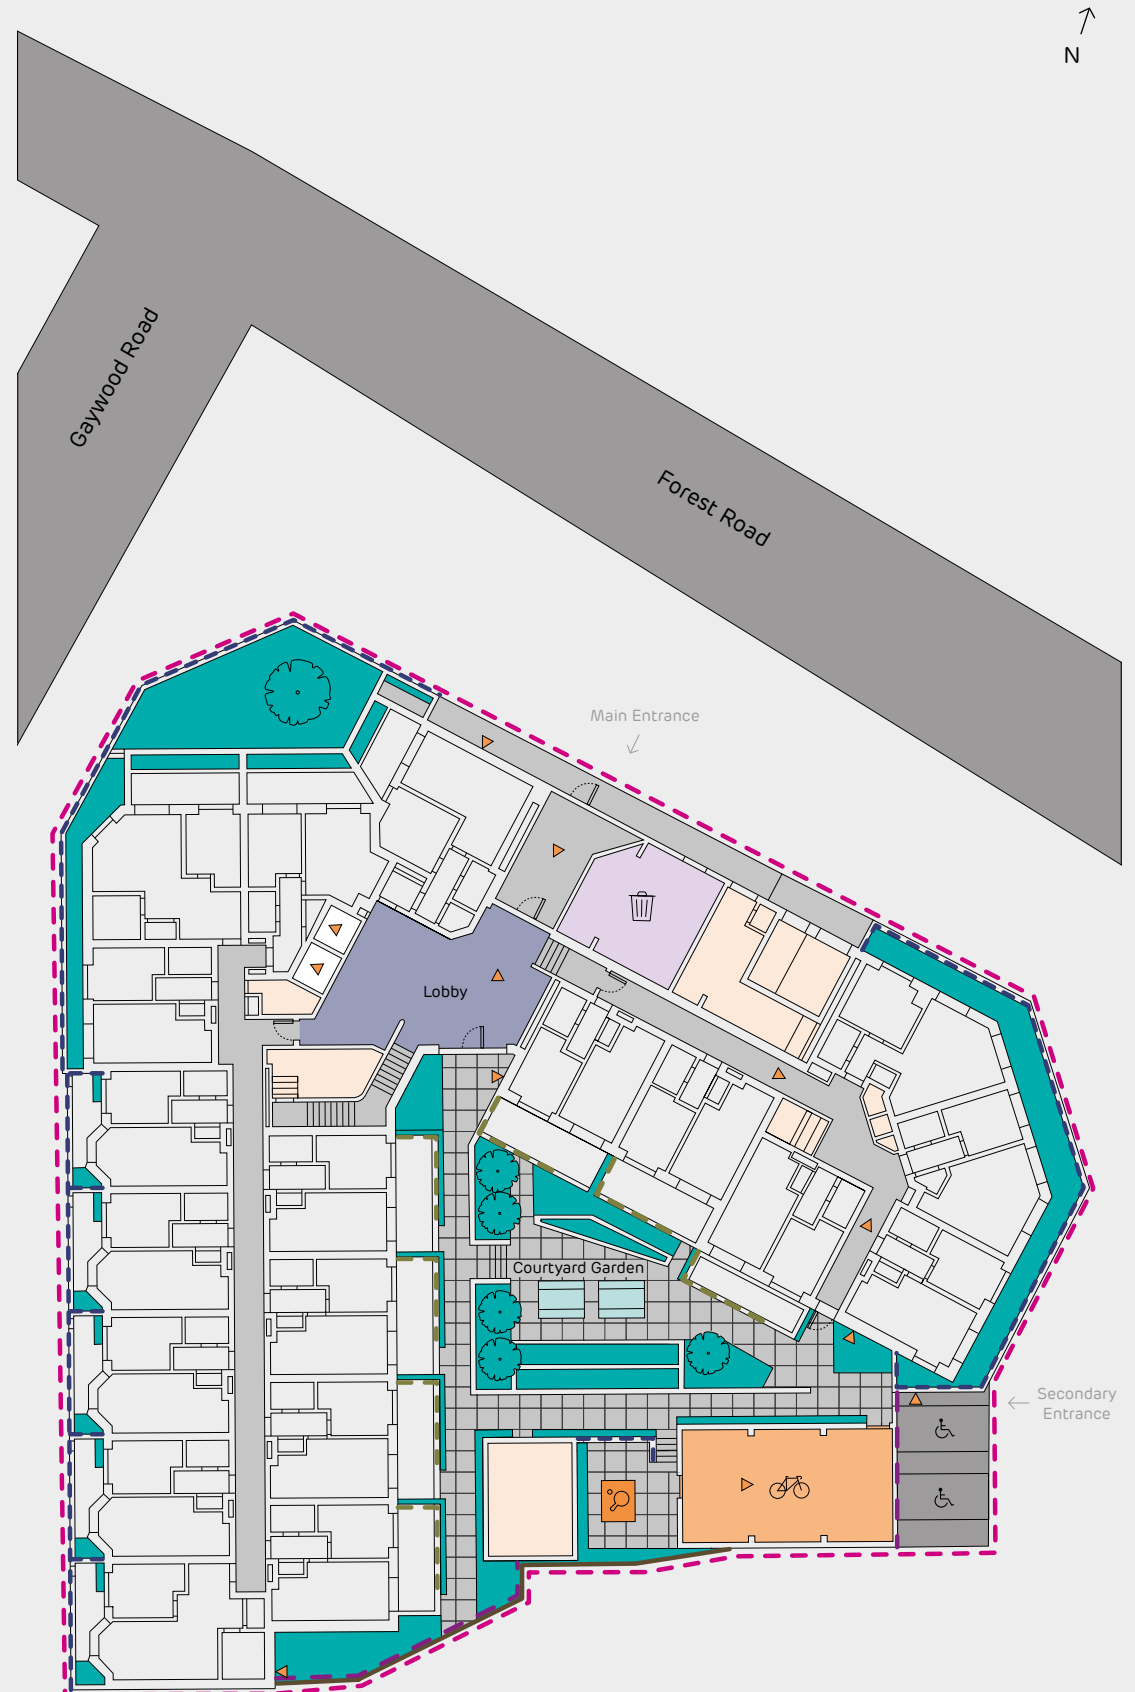 N
Gaywood Road
Forest Road
Main Entrance
Lobby
Courtyard Garden
Secondary
Entrance